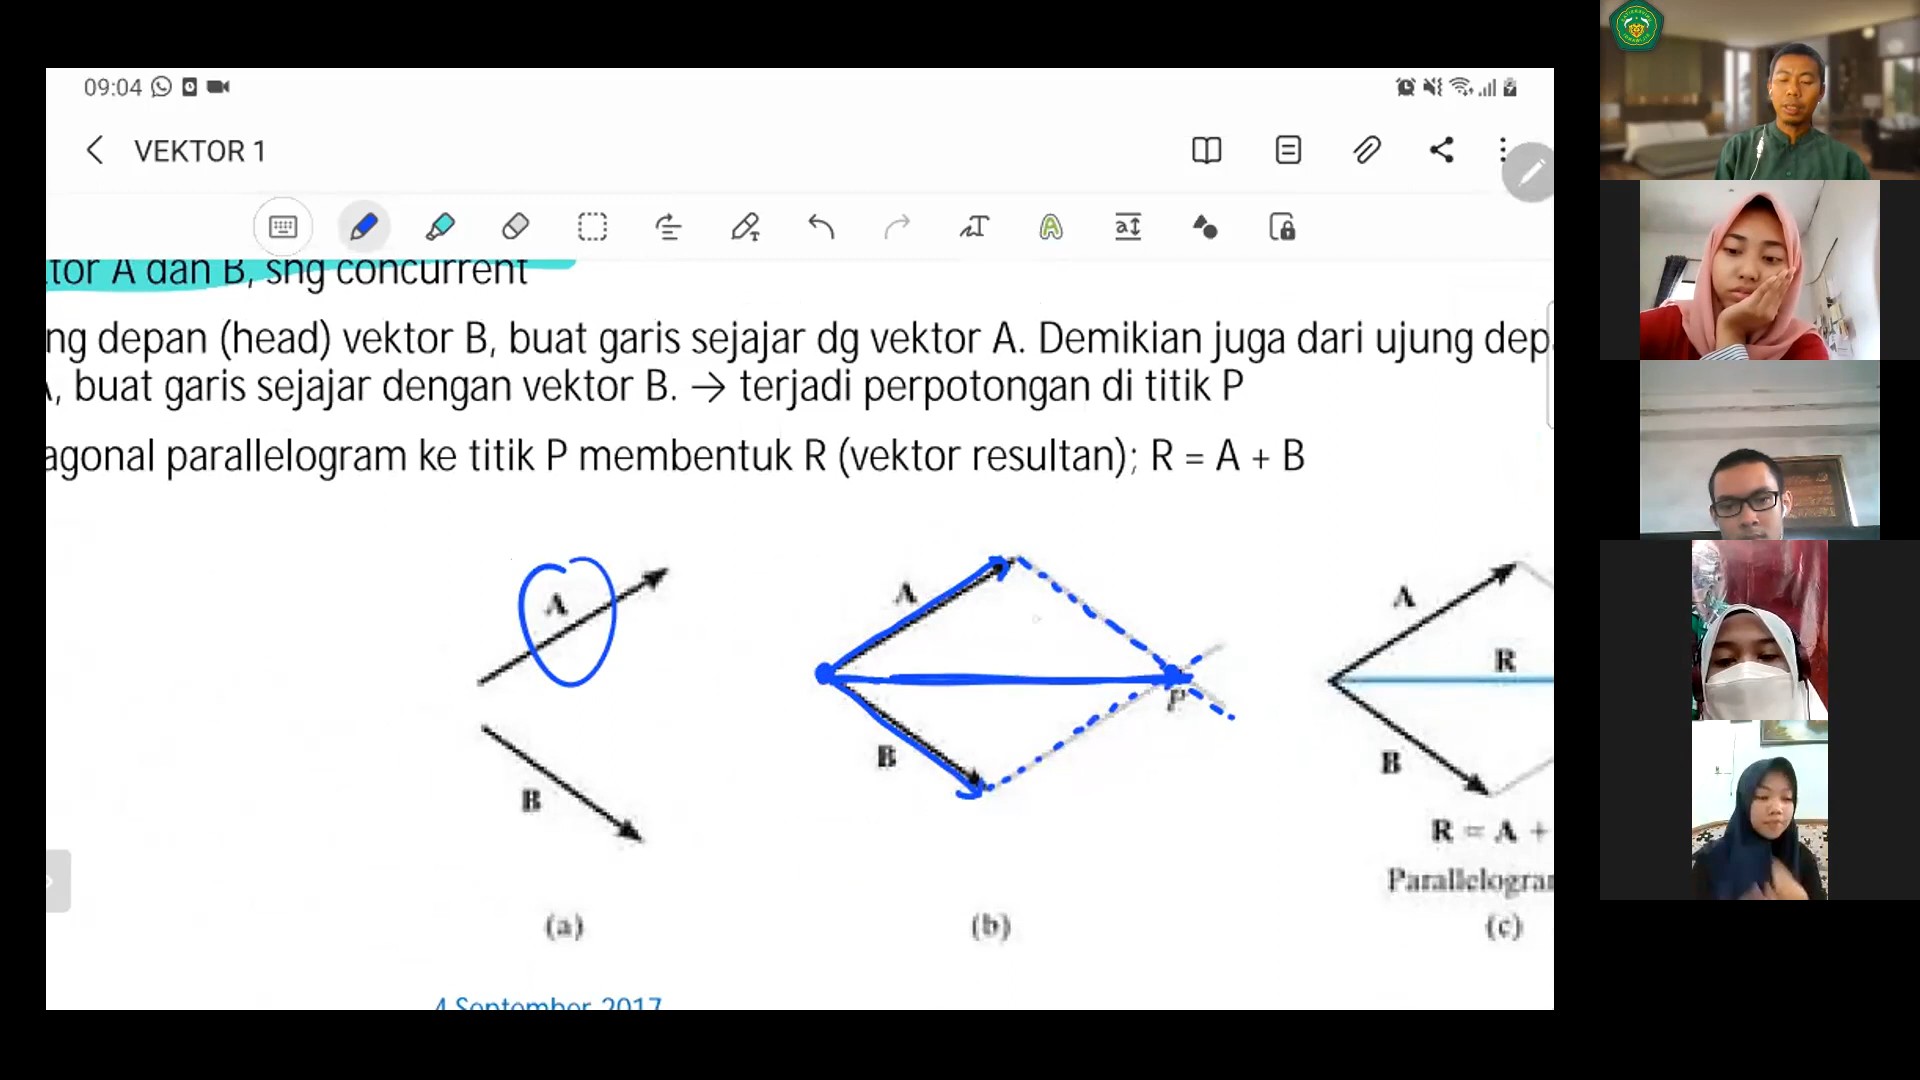 09:04
VEKTOR 1
tor A dan B, sng concurrent
ng depan (head) vektor B, buat garis sejajar dg vektor A. Demikian juga dari ujung dep
A, buat garis sejajar dengan vektor B. → terjadi perpotongan di titik P
agonal parallelogram ke titik P membentuk R (vektor resultan); R = A + B
A
B
(a)
A
B
P
(b)
A
R
B
R = A +
Parallelogra
(c)
4 September 2017